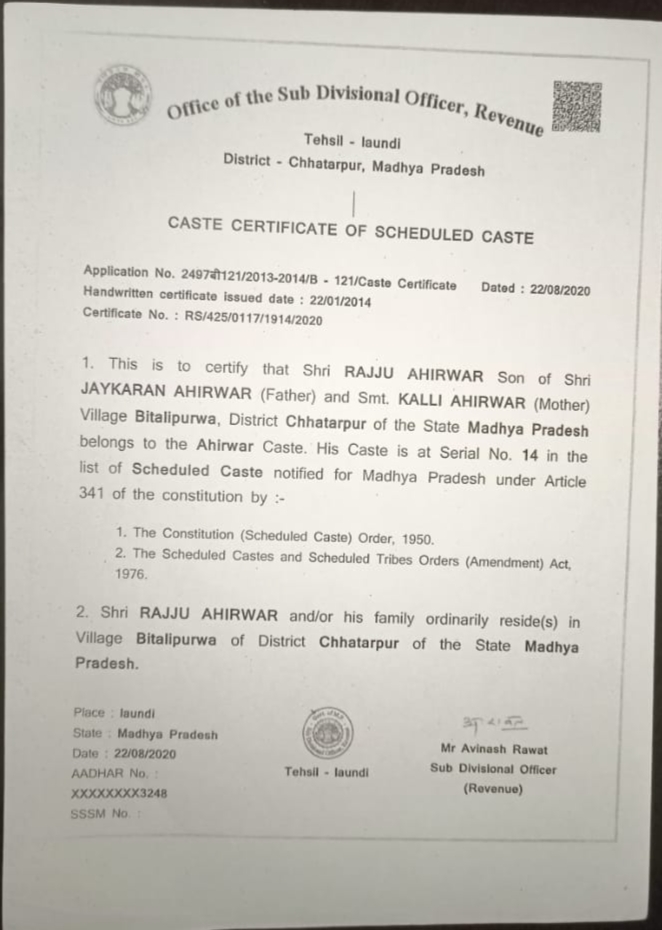 Office of the Sub Divisional Officer, Revenue
Tehsil - laundi
District - Chhatarpur, Madhya Pradesh
CASTE CERTIFICATE OF SCHEDULED CASTE
Application No. 2497बी121/2013-2014/B - 121/Caste Certificate Dated : 22/08/2020
Handwritten certificate issued date : 22/01/2014
Certificate No. : RS/425/0117/1914/2020
1. This is to certify that Shri RAJJU AHIRWAR Son of Shri
JAYKARAN AHIRWAR (Father) and Smt. KALLI AHIRWAR (Mother)
Village Bitalipurwa, District Chhatarpur of the State Madhya Pradesh
belongs to the Ahirwar Caste. His Caste is at Serial No. 14 in the
list of Scheduled Caste notified for Madhya Pradesh under Article
341 of the constitution by :-
1. The Constitution (Scheduled Caste) Order, 1950.
2. The Scheduled Castes and Scheduled Tribes Orders (Amendment) Act,
1976.
2. Shri RAJJU AHIRWAR and/or his family ordinarily reside(s) in
Village Bitalipurwa of District Chhatarpur of the State Madhya
Pradesh.
Place : laundi
State : Madhya Pradesh
Date : 22/08/2020
AADHAR No. :
XXXXXXXX3248
SSSM No. :
Tehsil - laundi
Mr Avinash Rawat
Sub Divisional Officer
(Revenue)